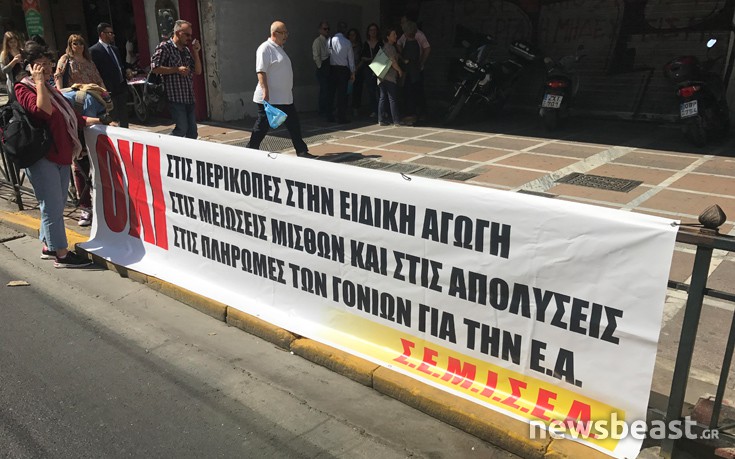 ΟΧΙ
ΣΤΙΣ ΠΕΡΙΚΟΠΕΣ ΣΤΗΝ ΕΙΔΙΚΗ ΑΓΩΓΗ
ΣΤΙΣ ΜΕΙΩΣΕΙΣ ΜΙΣΘΩΝ ΚΑΙ ΣΤΙΣ ΑΠΟΛΥΣΕΙΣ
ΣΤΙΣ ΠΛΗΡΩΜΕΣ ΤΩΝ ΓΟΝΙΩΝ ΓΙΑ ΤΗΝ Ε.Α.
Σ.Ε.Μ.Ι.Σ.Ε.Α.
newsbeast.GR